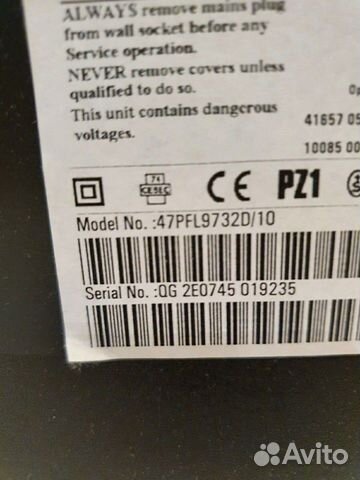 ALWAYS remove mains plug
from wall socket before any
Service operation.
NEVER remove covers unless
qualified to do so.
This unit contains dangcrous
voltages.
41657 05
10085 00
CE PZ1
Model No. :47PFL9732D/10
Serial No. :QG 2E0745 019235
Avito